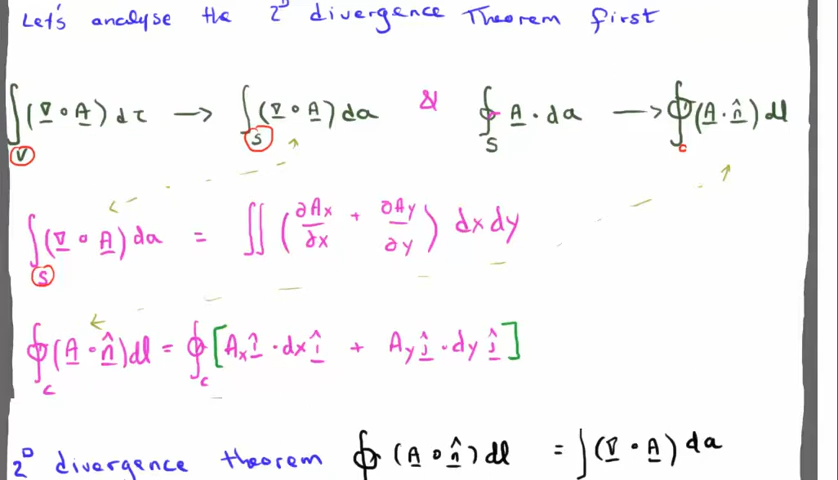 Let's analyse the 2ᴰ divergence Theorem first
∫_V (∇ · A) dτ → ∫_S (∇ · A) da & ∮_S A · da → ∮_C (A · n̂) dl
∫_S (∇ · A) da = ∬ (∂Ax/∂x + ∂Ay/∂y) dx dy
∮_C (A · n̂) dl = ∮_C [Ax î · dx î + Ay ĵ · dy ĵ]
2ᴰ divergence theorem ∮ (A · n̂) dl = ∫ (∇ · A) da